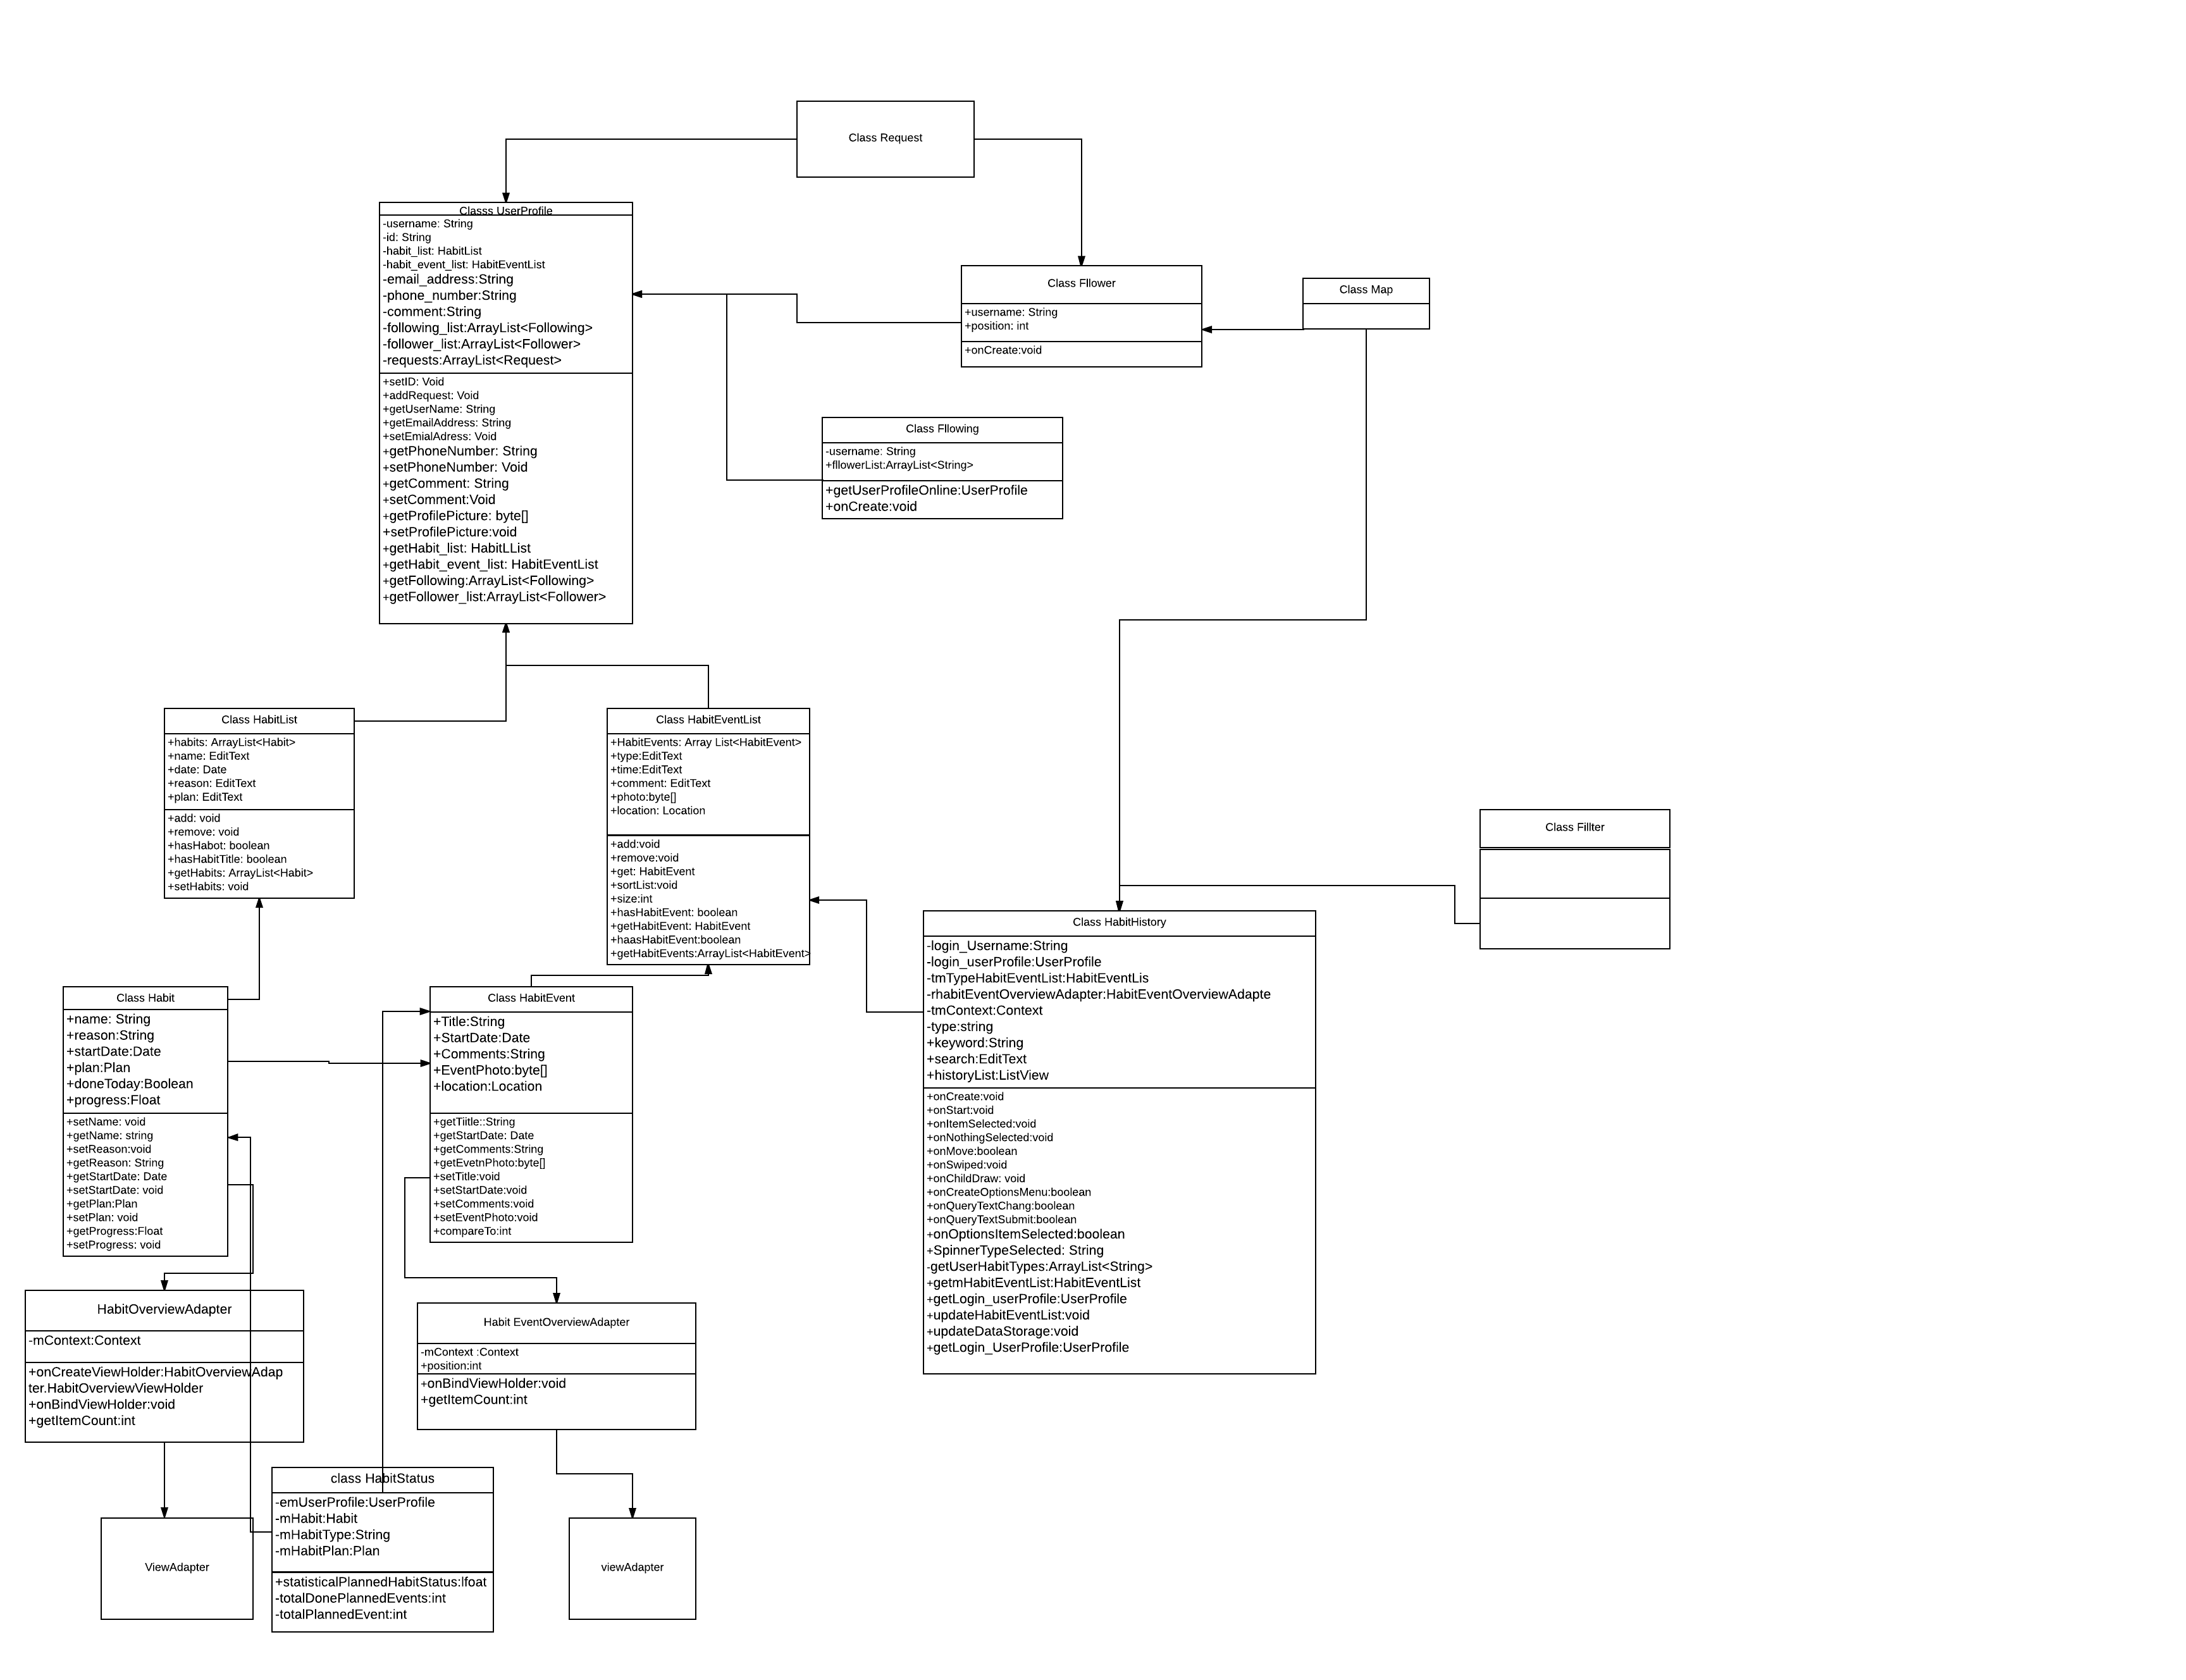 Class Request
Classs UserProfile
-username: String
-id: String
-habit_list: HabitList
-habit_event_list: HabitEventList
-email_address:String
-phone_number:String
-comment:String
-following_list:ArrayList<Following>
-follower_list:ArrayList<Follower>
-requests:ArrayList<Request>
+setID: Void
+addRequest: Void
+getUserName: String
+getEmailAddress: String
+setEmialAdress: Void
+getPhoneNumber: String
+setPhoneNumber: Void
+getComment: String
+setComment:Void
+getProfilePicture: byte[]
+setProfilePicture:void
+getHabit_list: HabitLList
+getHabit_event_list: HabitEventList
+getFollowing:ArrayList<Following>
+getFollower_list:ArrayList<Follower>
Class Fllower
+username: String
+position: int
+onCreate:void
Class Map
Class Fllowing
-username: String
+fllowerList:ArrayList<String>
+getUserProfileOnline:UserProfile
+onCreate:void
Class HabitList
+habits: ArrayList<Habit>
+name: EditText
+date: Date
+reason: EditText
+plan: EditText
+add: void
+remove: void
+hasHabot: boolean
+hasHabitTitle: boolean
+getHabits: ArrayList<Habit>
+setHabits: void
Class HabitEventList
+HabitEvents: Array List<HabitEvent>
+type:EditText
+time:EditText
+comment: EditText
+photo:byte[]
+location: Location
+add:void
+remove:void
+get: HabitEvent
+sortList:void
+size:int
+hasHabitEvent: boolean
+getHabitEvent: HabitEvent
+haasHabitEvent:boolean
+getHabitEvents:ArrayList<HabitEvent>
Class Fillter
Class HabitHistory
-login_Username:String
-login_userProfile:UserProfile
-tmTypeHabitEventList:HabitEventLis
-rhabitEventOverviewAdapter:HabitEventOverviewAdapte
-tmContext:Context
-type:string
+keyword:String
+search:EditText
+historyList:ListView
+onCreate:void
+onStart:void
+onItemSelected:void
+onNothingSelected:void
+onMove:boolean
+onSwiped:void
+onChildDraw: void
+onCreateOptionsMenu:boolean
+onQueryTextChang:boolean
+onQueryTextSubmit:boolean
+onOptionsItemSelected:boolean
+SpinnerTypeSelected: String
-getUserHabitTypes:ArrayList<String>
+getmHabitEventList:HabitEventList
+getLogin_userProfile:UserProfile
+updateHabitEventList:void
+updateDataStorage:void
+getLogin_UserProfile:UserProfile
Class Habit
+name: String
+reason:String
+startDate:Date
+plan:Plan
+doneToday:Boolean
+progress:Float
+setName: void
+getName: string
+setReason:void
+getReason: String
+getStartDate: Date
+setStartDate: void
+getPlan:Plan
+setPlan: void
+getProgress:Float
+setProgress: void
Class HabitEvent
+Title:String
+StartDate:Date
+Comments:String
+EventPhoto:byte[]
+location:Location
+getTiitle::String
+getStartDate: Date
+getComments:String
+getEvetnPhoto:byte[]
+setTitle:void
+setStartDate:void
+setComments:void
+setEventPhoto:void
+compareTo:int
HabitOverviewAdapter
-mContext:Context
+onCreateViewHolder:HabitOverviewAdap
ter.HabitOverviewViewHolder
+onBindViewHolder:void
+getItemCount:int
Habit EventOverviewAdapter
-mContext :Context
+position:int
+onBindViewHolder:void
+getItemCount:int
class HabitStatus
-emUserProfile:UserProfile
-mHabit:Habit
-mHabitType:String
-mHabitPlan:Plan
+statisticalPlannedHabitStatus:lfoat
-totalDonePlannedEvents:int
-totalPlannedEvent:int
ViewAdapter
viewAdapter